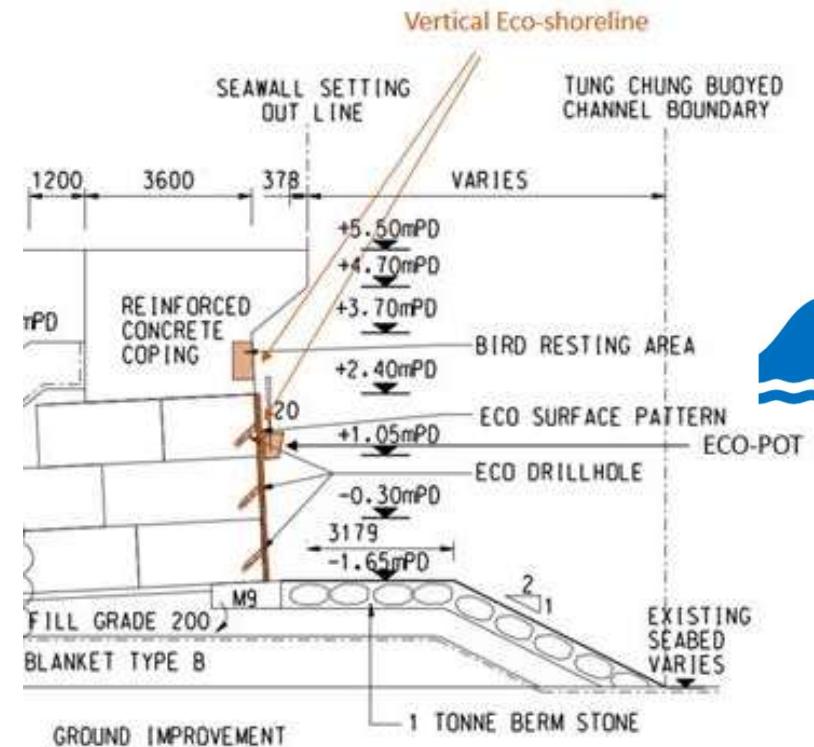 Vertical Eco-shoreline
SEAWALL SETTING
OUT LINE
TUNG CHUNG BUOYED
CHANNEL BOUNDARY
1200
3600
378
VARIES
+5.50mPD
+4.70mPD
+3.70mPD
REINFORCED
CONCRETE
COPING
mPD
BIRD RESTING AREA
+2.40mPD
20
ECO SURFACE PATTERN
+1.05mPD
ECO-POT
ECO DRILLHOLE
-0.30mPD
3179
-1.65mPD
2
1
M9
FILL GRADE 200
EXISTING
SEABED
VARIES
BLANKET TYPE B
1 TONNE BERM STONE
GROUND IMPROVEMENT